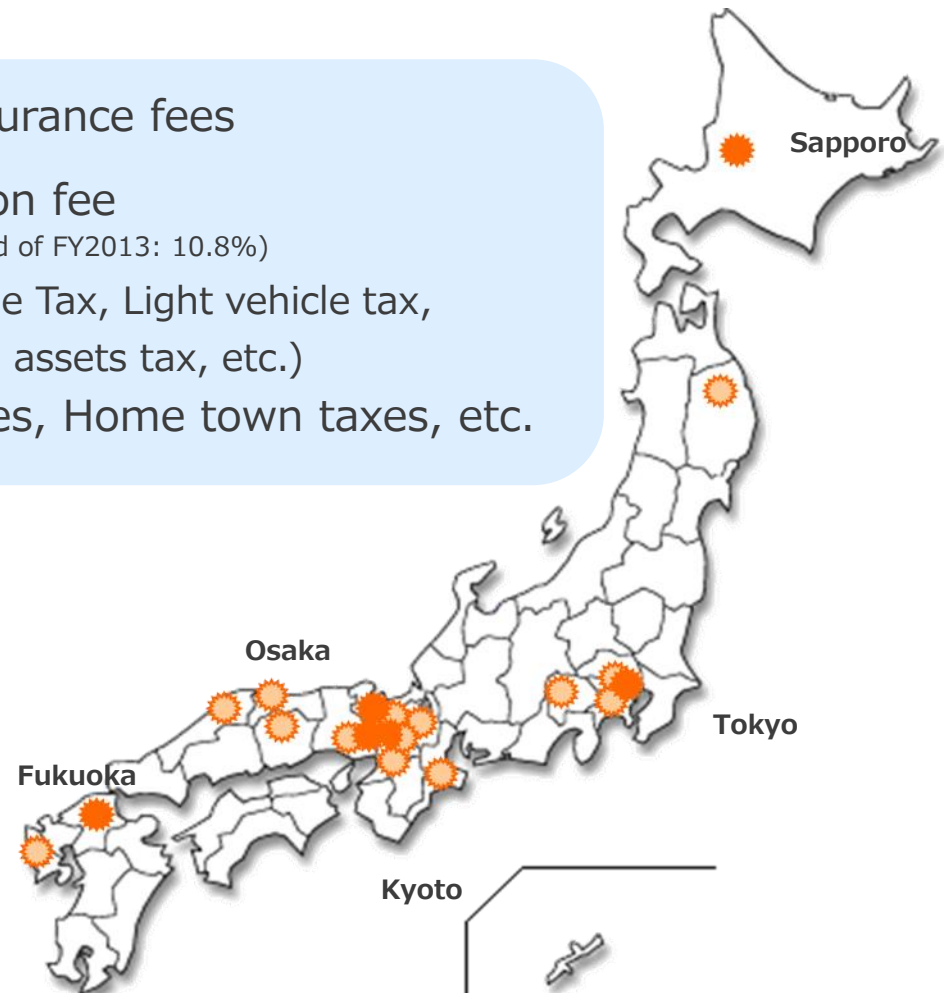 urance fees
on fee
d of FY2013: 10.8%)
e Tax, Light vehicle tax,
assets tax, etc.)
es, Home town taxes, etc.
Sapporo
Osaka
Tokyo
Fukuoka
Kyoto